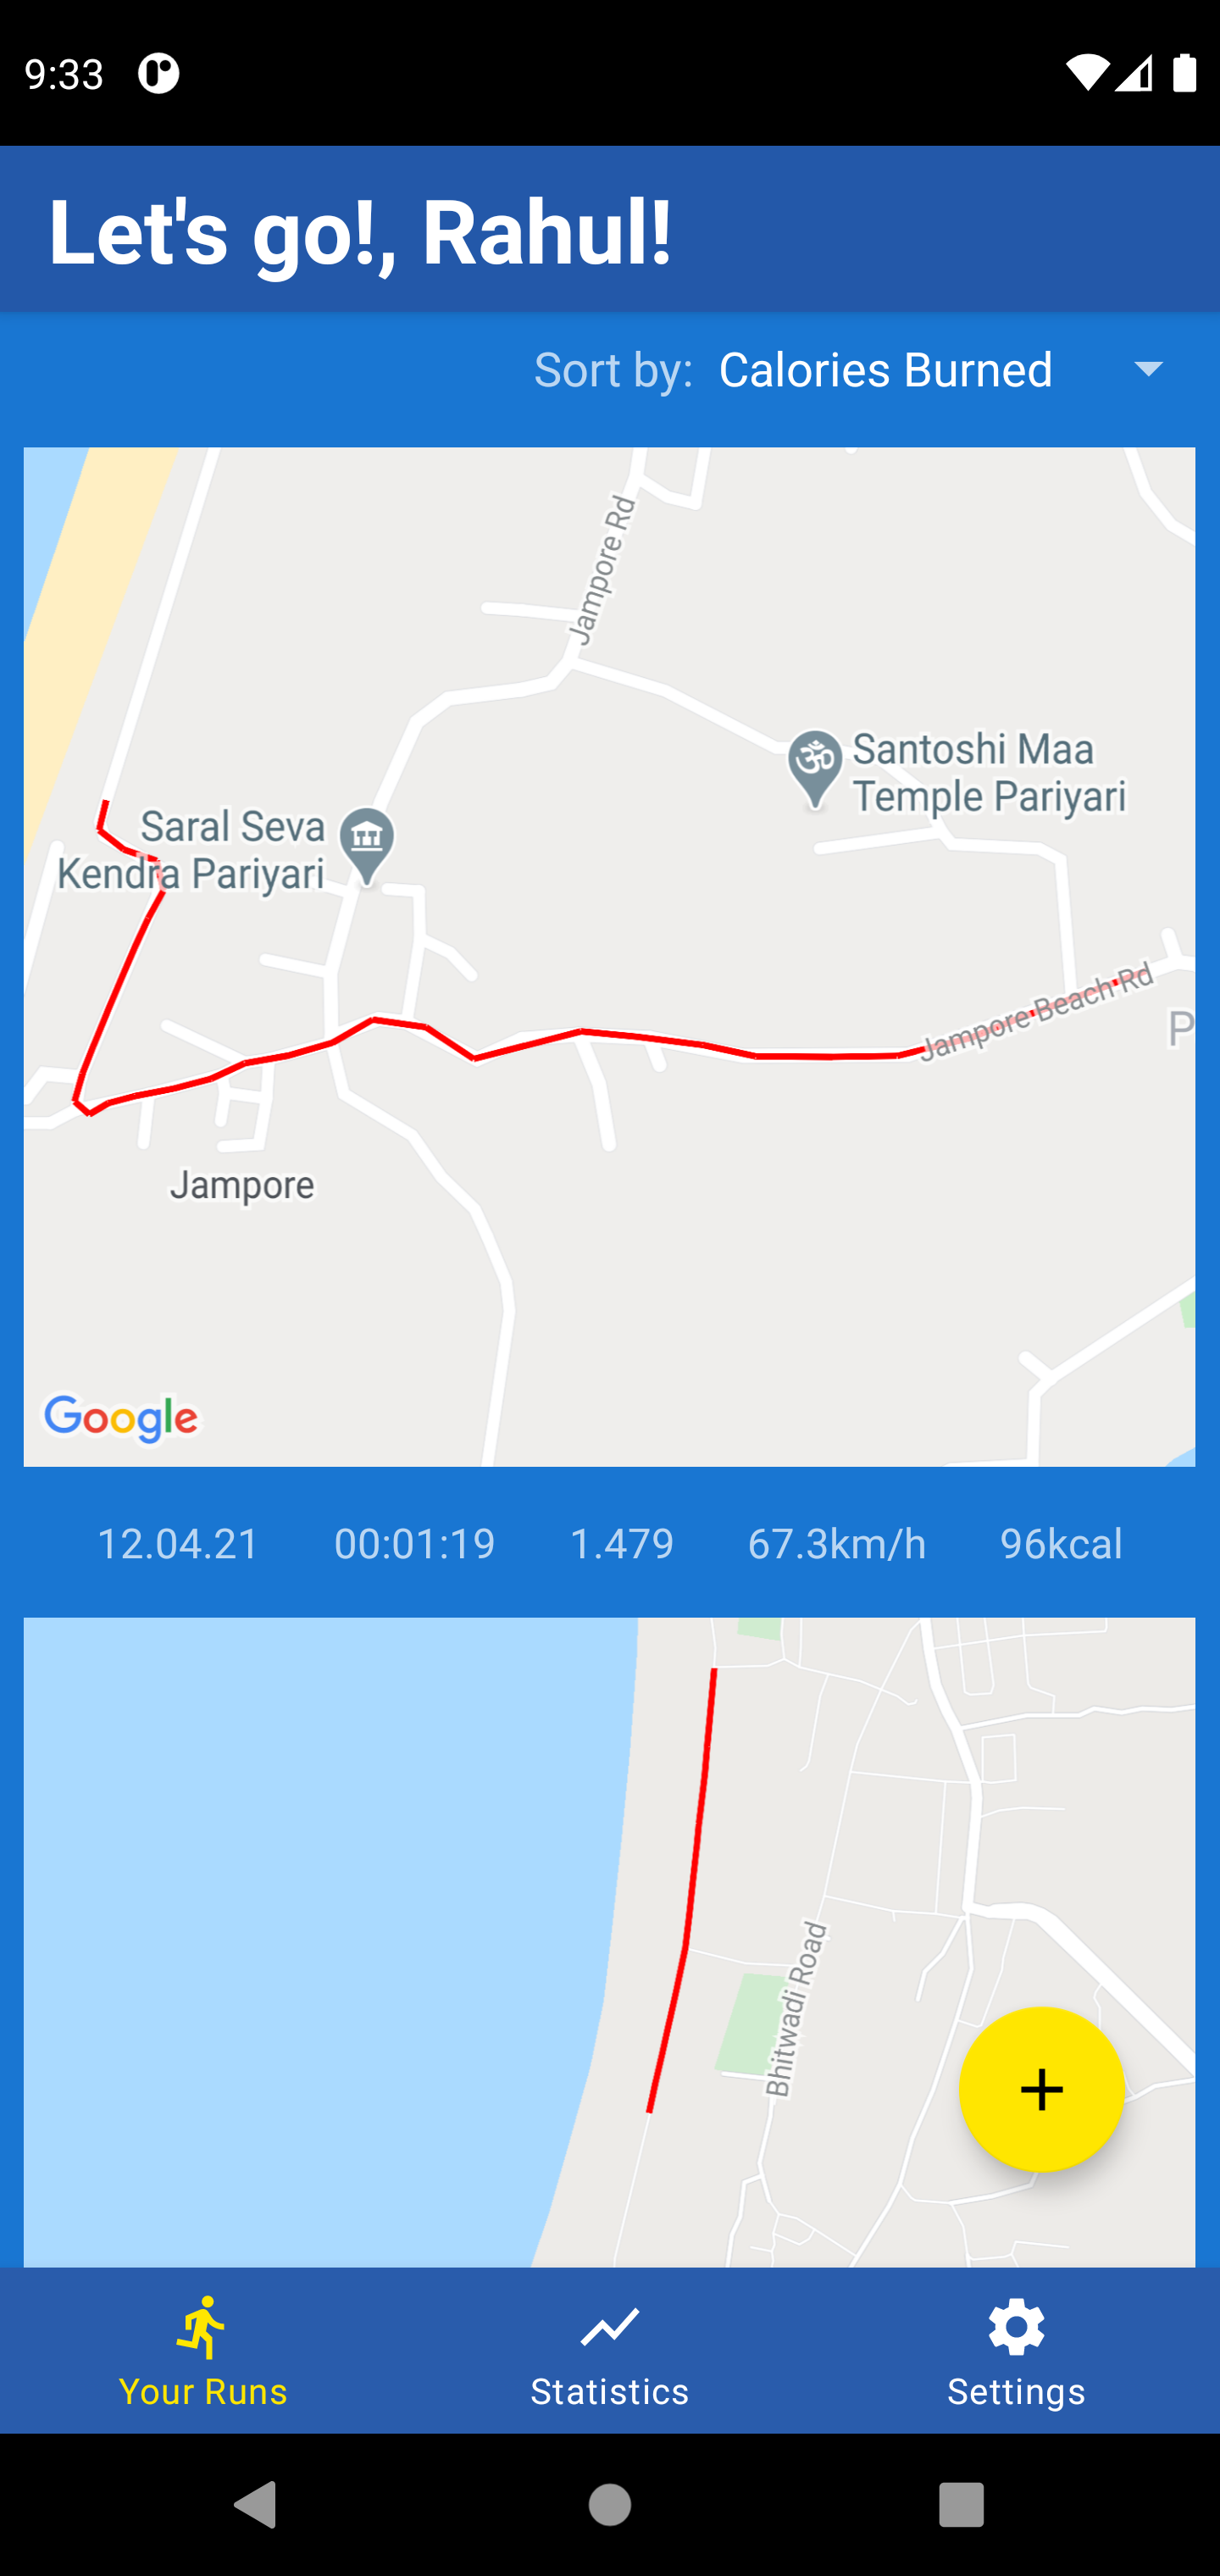 9:33
Let's go!, Rahul!
Sort by: Calories Burned
Jampore Rd
Santoshi Maa
Temple Pariyari
Saral Seva
Kendra Pariyari
Jampore Beach Rd
P
Jampore
Google
12.04.21 00:01:19 1.479 67.3km/h 96kcal
Bhitwadi Road
+
Your Runs Statistics Settings